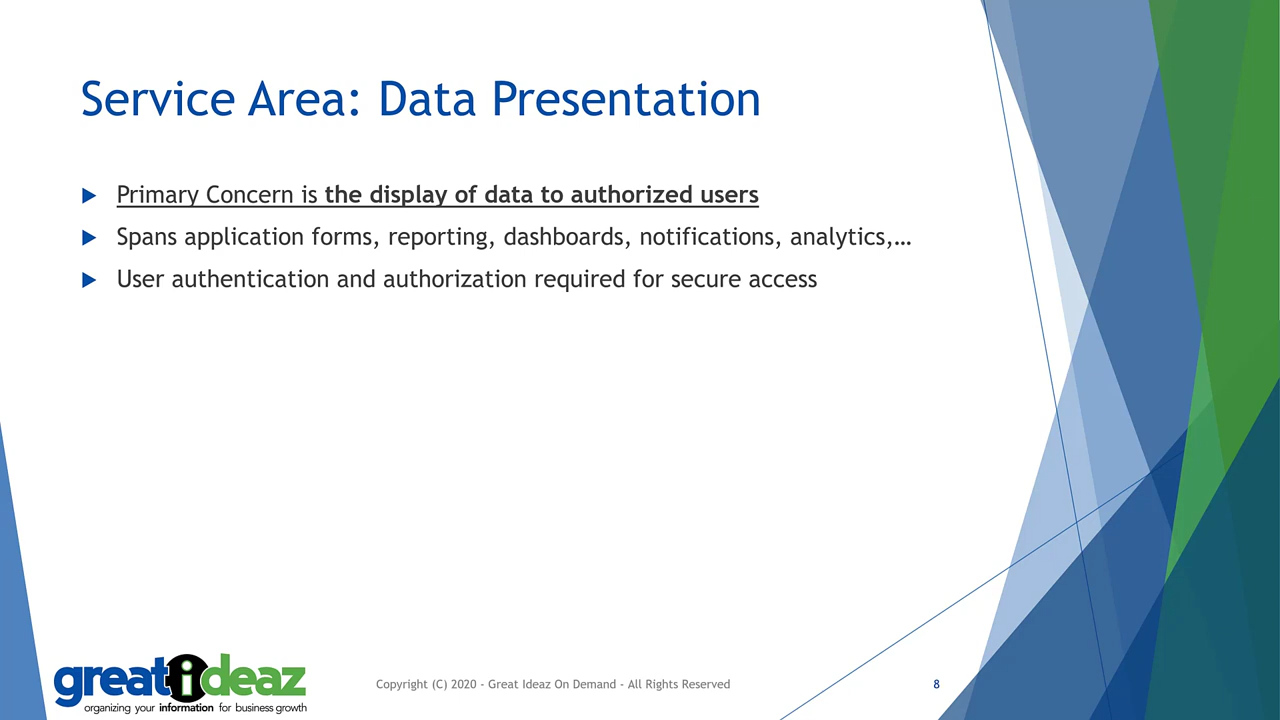 Service Area: Data Presentation
Primary Concern is the display of data to authorized users
Spans application forms, reporting, dashboards, notifications, analytics,…
User authentication and authorization required for secure access
greatideaz
organizing your information for business growth
Copyright (C) 2020 - Great Ideaz On Demand - All Rights Reserved
8